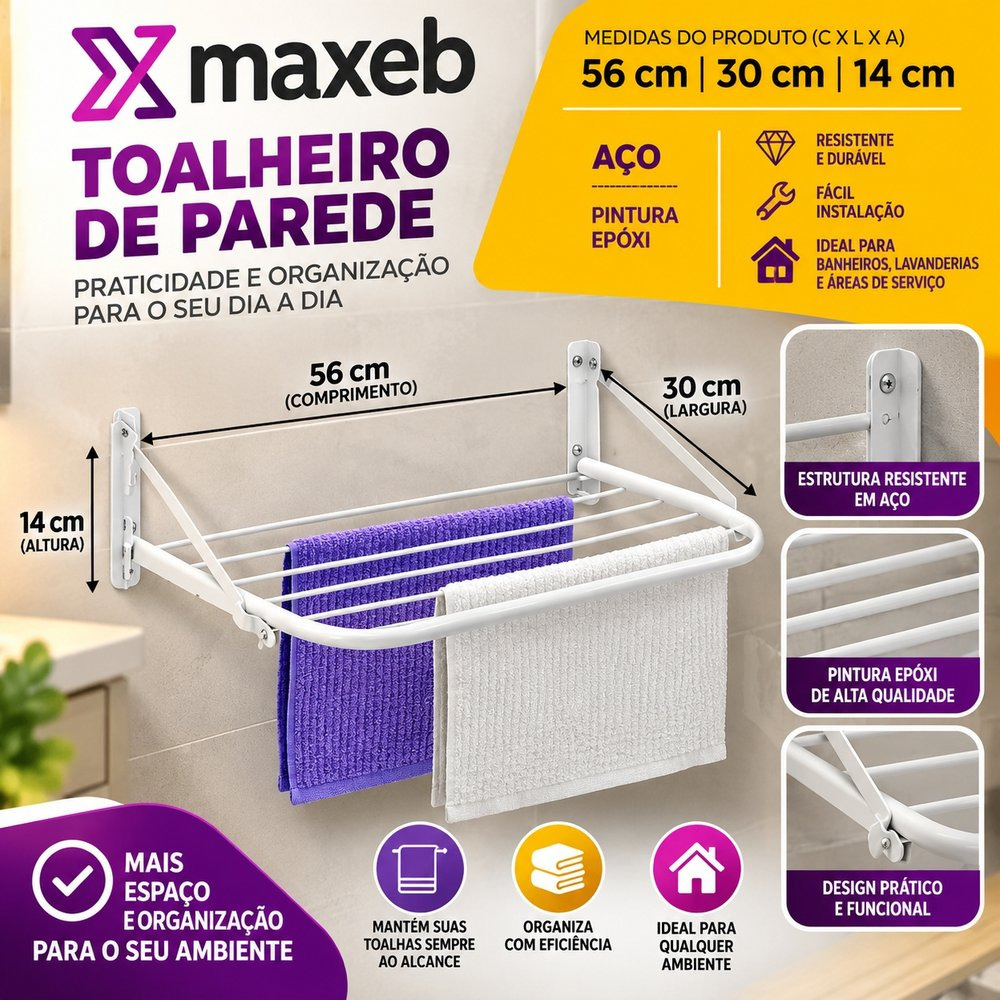 maxeb
TOALHEIRO
DE PAREDE
PRATICIDADE E ORGANIZAÇÃO
PARA O SEU DIA A DIA
MEDIDAS DO PRODUTO (C X L X A)
56 cm | 30 cm | 14 cm
AÇO
PINTURA
EPÓXI
RESISTENTE
E DURÁVEL
FÁCIL
INSTALAÇÃO
IDEAL PARA
BANHEIROS, LAVANDERIAS
E ÁREAS DE SERVIÇO
56 cm
(COMPRIMENTO)
30 cm
(LARGURA)
14 cm
(ALTURA)
ESTRUTURA RESISTENTE
EM AÇO
PINTURA EPÓXI
DE ALTA QUALIDADE
DESIGN PRÁTICO
E FUNCIONAL
MAIS
ESPAÇO
E ORGANIZAÇÃO
PARA O SEU AMBIENTE
MANTÉM SUAS
TOALHAS SEMPRE
AO ALCANCE
ORGANIZA
COM EFICIÊNCIA
IDEAL PARA
QUALQUER
AMBIENTE